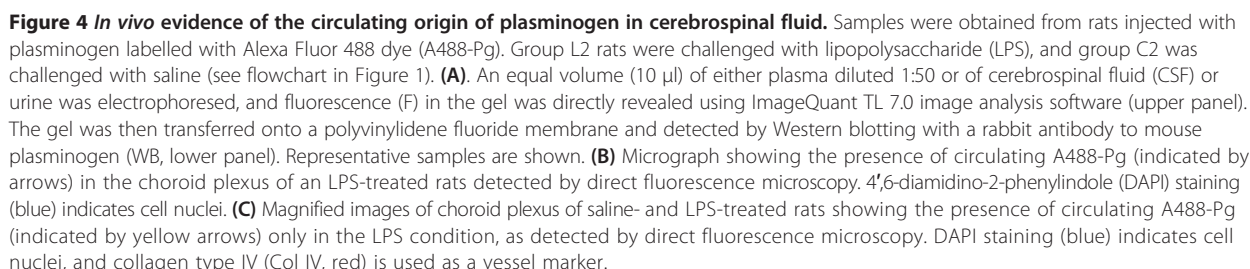 Figure 4 In vivo evidence of the circulating origin of plasminogen in cerebrospinal fluid. Samples were obtained from rats injected with
plasminogen labelled with Alexa Fluor 488 dye (A488-Pg). Group L2 rats were challenged with lipopolysaccharide (LPS), and group C2 was
challenged with saline (see flowchart in Figure 1). (A). An equal volume (10 μl) of either plasma diluted 1:50 or of cerebrospinal fluid (CSF) or
urine was electrophoresed, and fluorescence (F) in the gel was directly revealed using ImageQuant TL 7.0 image analysis software (upper panel).
The gel was then transferred onto a polyvinylidene fluoride membrane and detected by Western blotting with a rabbit antibody to mouse
plasminogen (WB, lower panel). Representative samples are shown. (B) Micrograph showing the presence of circulating A488-Pg (indicated by
arrows) in the choroid plexus of an LPS-treated rats detected by direct fluorescence microscopy. 4′,6-diamidino-2-phenylindole (DAPI) staining
(blue) indicates cell nuclei. (C) Magnified images of choroid plexus of saline- and LPS-treated rats showing the presence of circulating A488-Pg
(indicated by yellow arrows) only in the LPS condition, as detected by direct fluorescence microscopy. DAPI staining (blue) indicates cell
nuclei, and collagen type IV (Col IV, red) is used as a vessel marker.